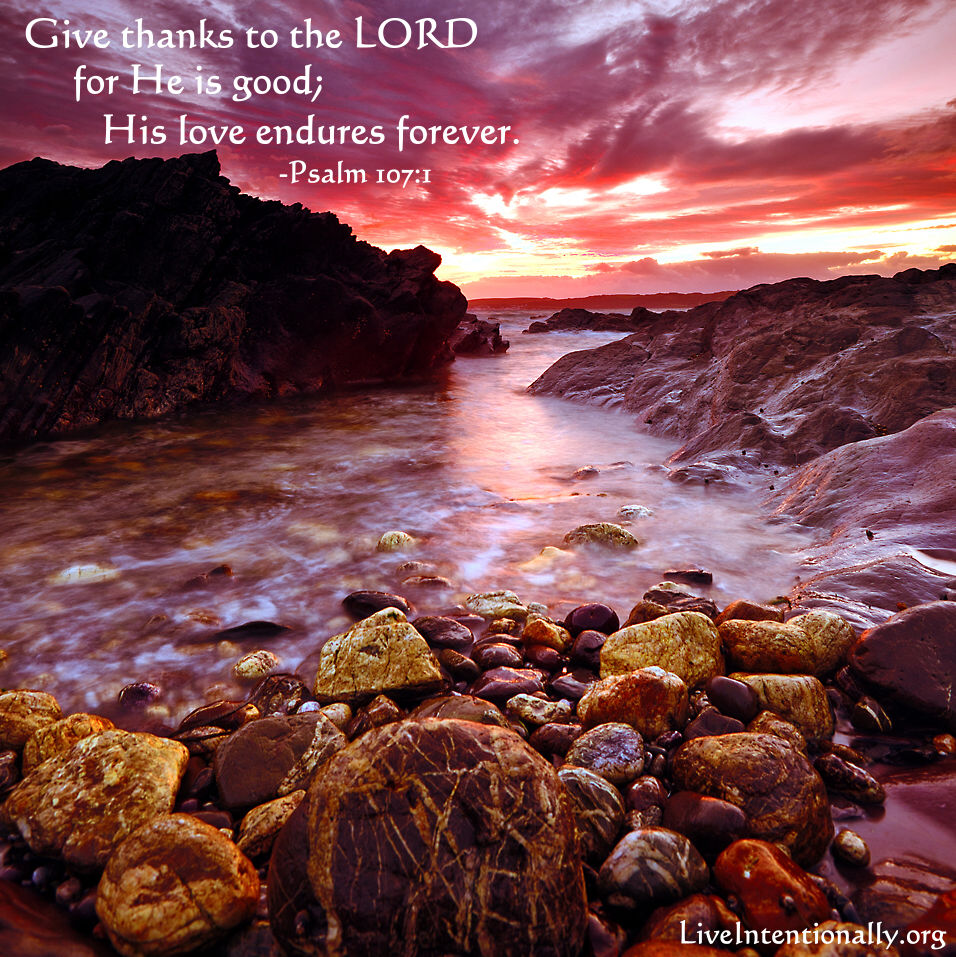 Give thanks to the LORD
for He is good;
His love endures forever.
-Psalm 107:1
LiveIntentionally.org